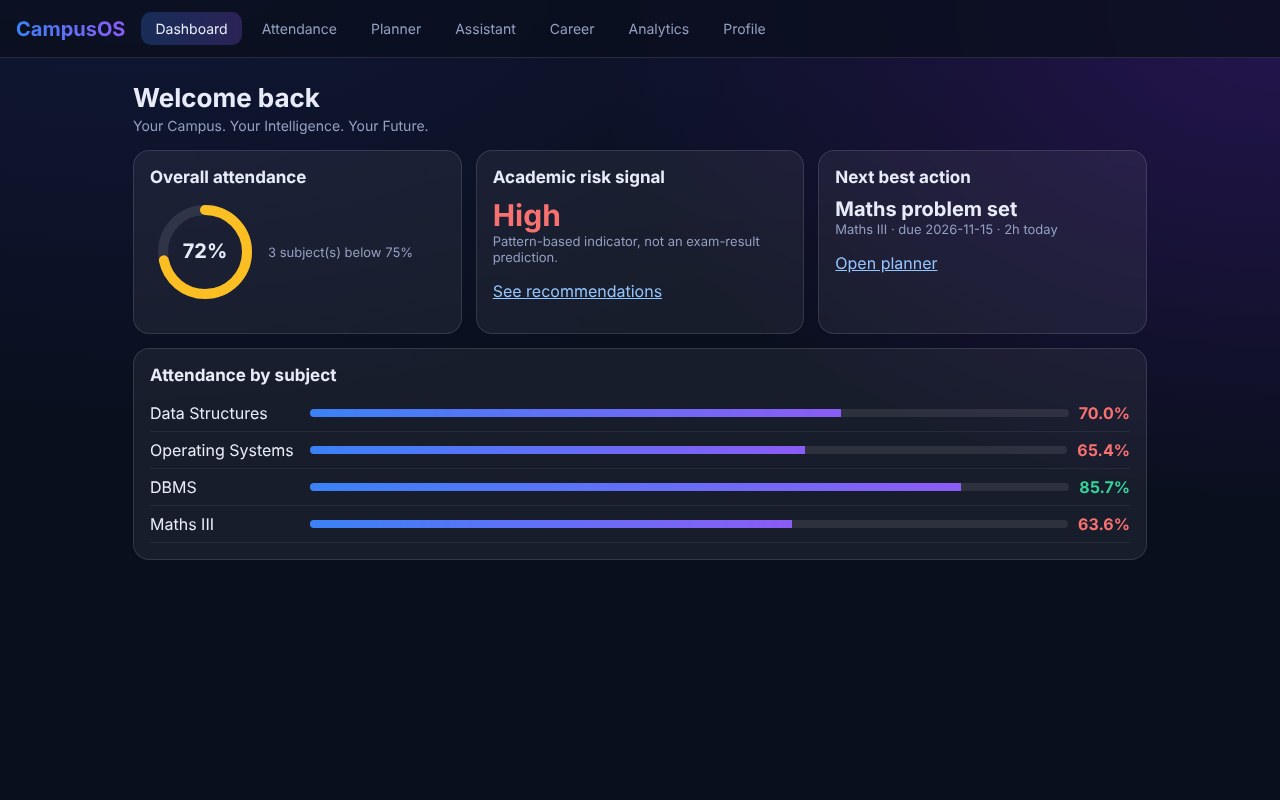 CampusOS Dashboard Attendance Planner Assistant Career Analytics Profile
Welcome back
Your Campus. Your Intelligence. Your Future.
Overall attendance
72%
3 subject(s) below 75%
Academic risk signal
High
Pattern-based indicator, not an exam-result
prediction.
See recommendations
Next best action
Maths problem set
Maths III · due 2026-11-15 · 2h today
Open planner
Attendance by subject
Data Structures 70.0%
Operating Systems 65.4%
DBMS 85.7%
Maths III 63.6%